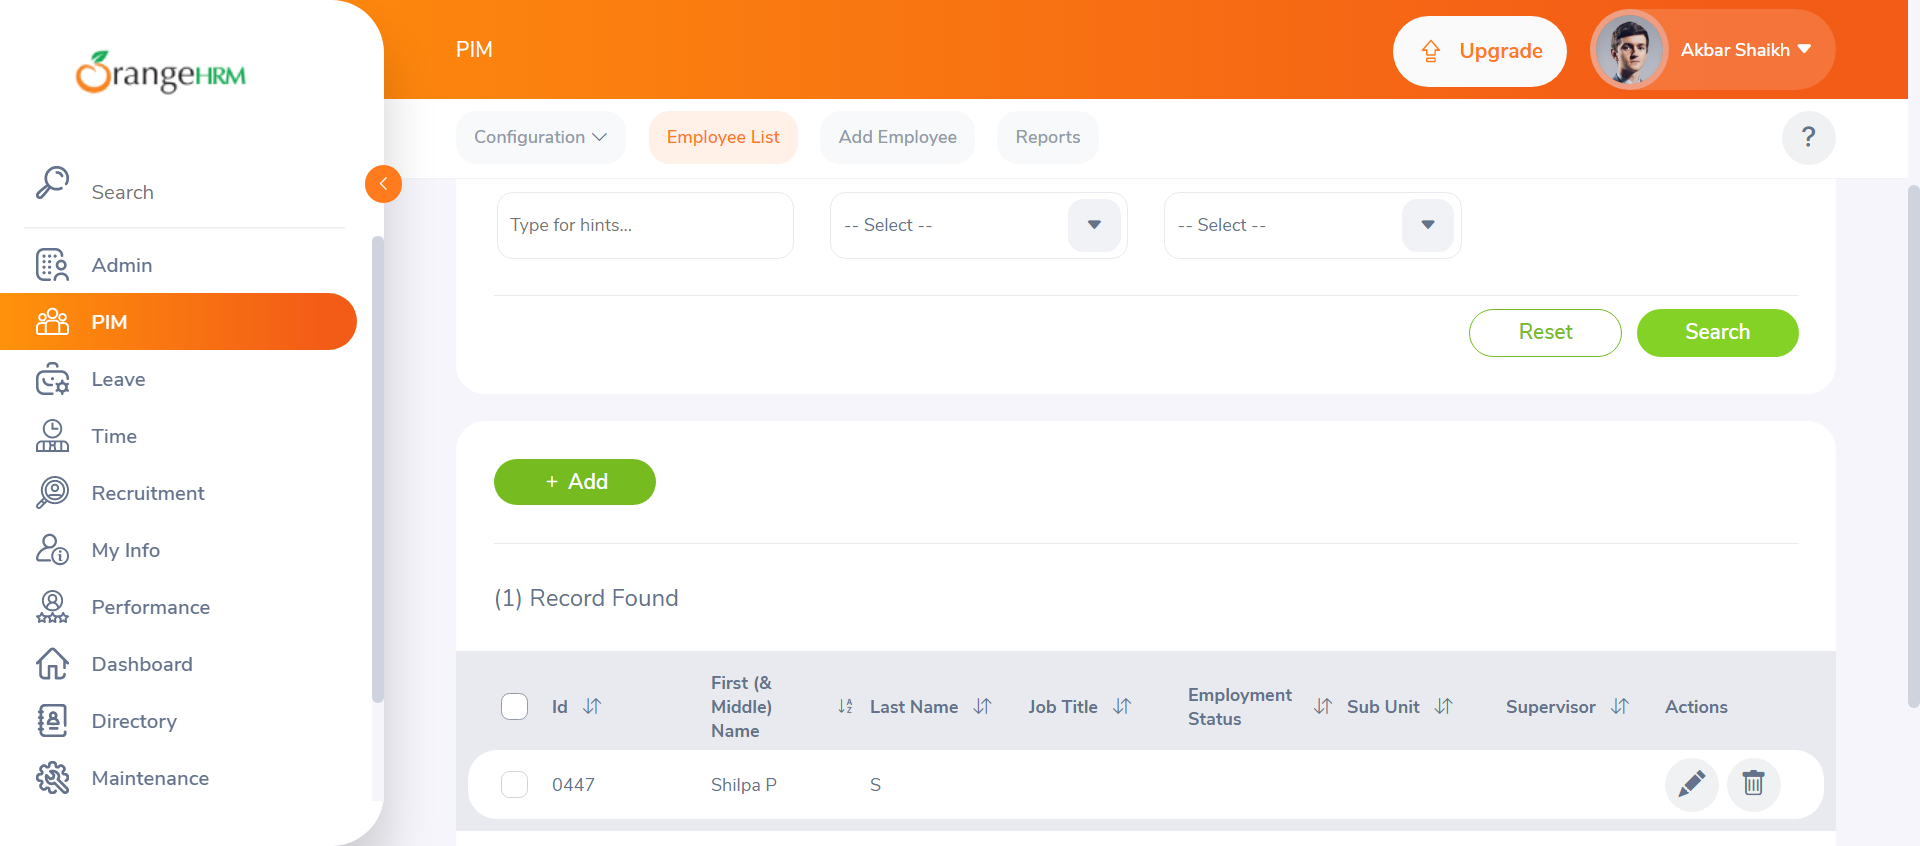 OrangeHRM
PIM
Upgrade
Akbar Shaikh
Configuration
Employee List
Add Employee
Reports
?
Search
Admin
PIM
Leave
Time
Recruitment
My Info
Performance
Dashboard
Directory
Maintenance
Type for hints...
-- Select --
-- Select --
Reset
Search
+ Add
(1) Record Found
Id
First (&
Middle)
Name
Last Name
Job Title
Employment
Status
Sub Unit
Supervisor
Actions
0447
Shilpa P
S